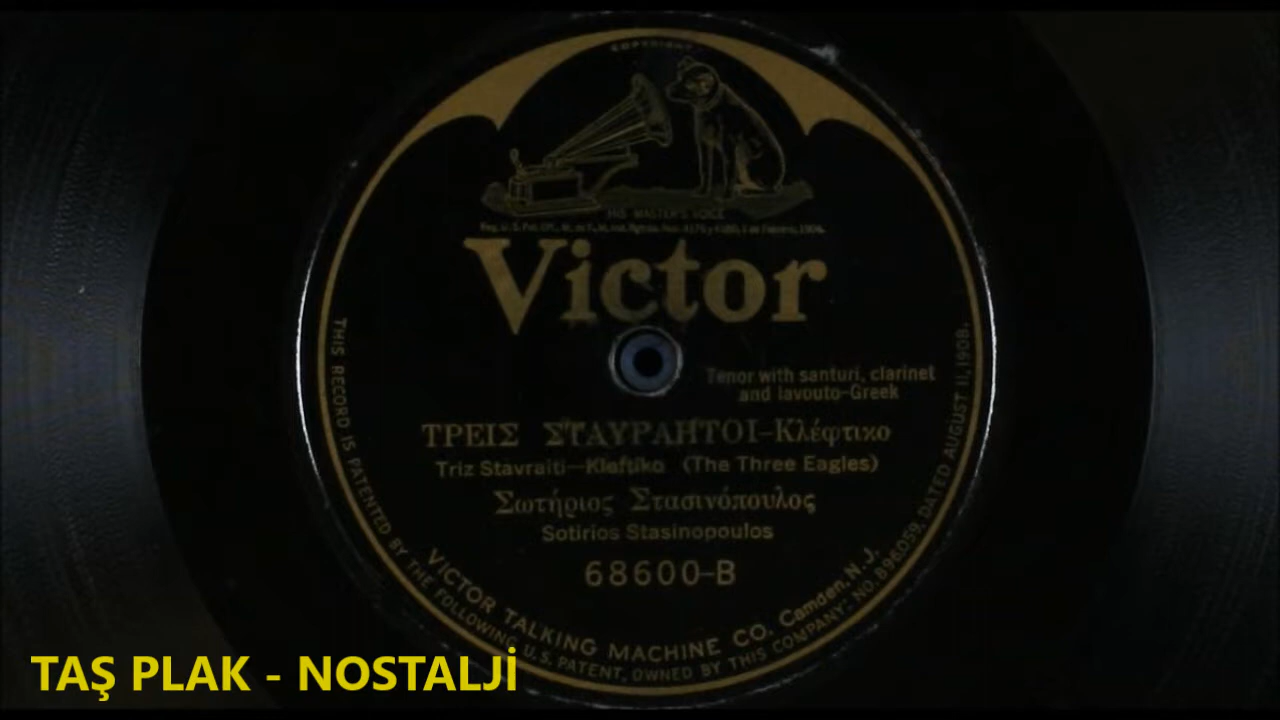 COPYRIGHT
HIS MASTER'S VOICE
Victor
Tenor with santuri, clarinet
and lavouto-Greek
ΤΡΕΙΣ ΣΤΑΥΡΑΗΤΟΙ-Κλέφτικο
Triz Stavraiti-Kleftiko (The Three Eagles)
Σωτήριος Στασινόπουλος
Sotirios Stasinopoulos
68600-B
VICTOR TALKING MACHINE CO. Camden, N.J.
THIS RECORD IS PATENTED BY THE FOLLOWING U.S. PATENT, OWNED BY THIS COMPANY:- NO. 896059, DATED AUGUST 11, 1908.
TAŞ PLAK - NOSTALJİ